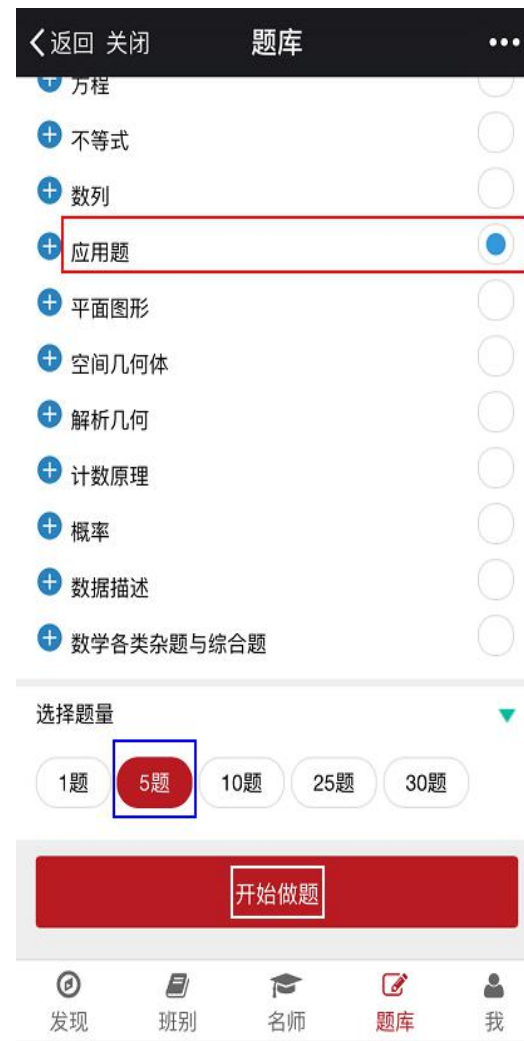 返回 关闭 题库
方程
不等式
数列
应用题
平面图形
空间几何体
解析几何
计数原理
概率
数据描述
数学各类杂题与综合题
选择题量
1题 5题 10题 25题 30题
开始做题
发现 班别 名师 题库 我